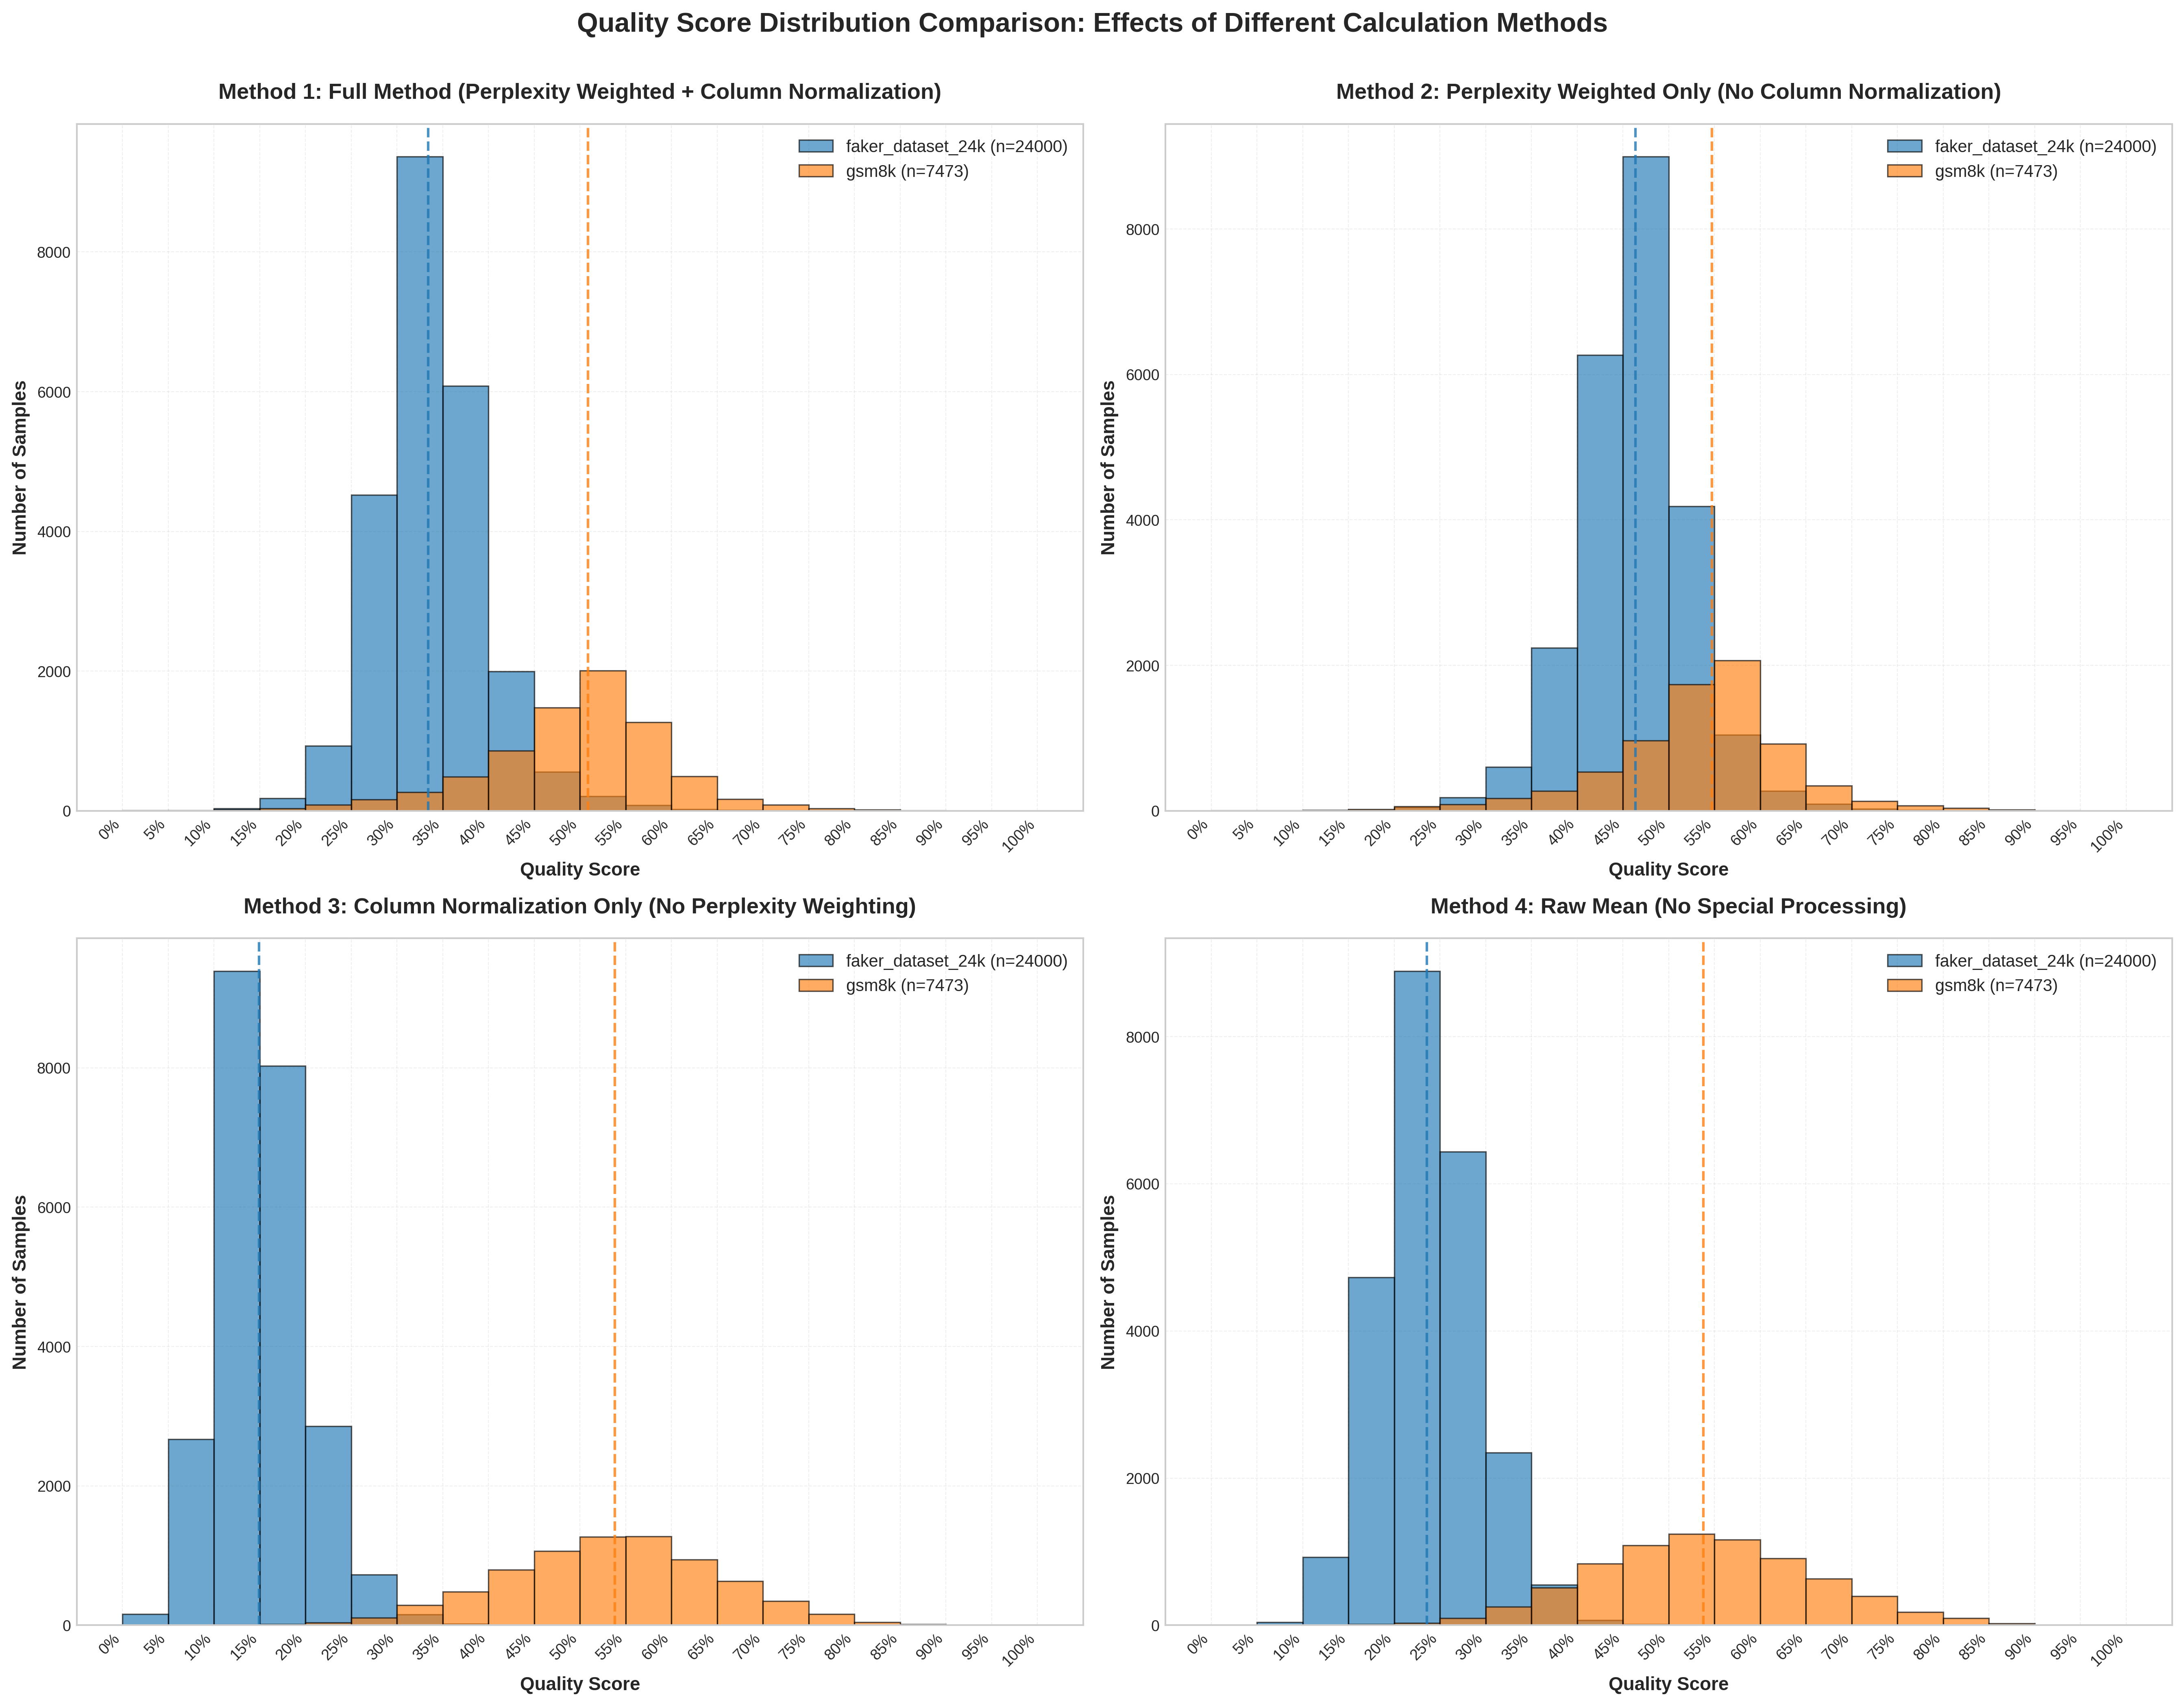 Quality Score Distribution Comparison: Effects of Different Calculation Methods
Method 1: Full Method (Perplexity Weighted + Column Normalization)
faker_dataset_24k (n=24000)
gsm8k (n=7473)
Number of Samples
8000
6000
4000
2000
0
0% 5% 10% 15% 20% 25% 30% 35% 40% 45% 50% 55% 60% 65% 70% 75% 80% 85% 90% 95% 100%
Quality Score
Method 2: Perplexity Weighted Only (No Column Normalization)
faker_dataset_24k (n=24000)
gsm8k (n=7473)
Number of Samples
8000
6000
4000
2000
0
0% 5% 10% 15% 20% 25% 30% 35% 40% 45% 50% 55% 60% 65% 70% 75% 80% 85% 90% 95% 100%
Quality Score
Method 3: Column Normalization Only (No Perplexity Weighting)
faker_dataset_24k (n=24000)
gsm8k (n=7473)
Number of Samples
8000
6000
4000
2000
0
0% 5% 10% 15% 20% 25% 30% 35% 40% 45% 50% 55% 60% 65% 70% 75% 80% 85% 90% 95% 100%
Quality Score
Method 4: Raw Mean (No Special Processing)
faker_dataset_24k (n=24000)
gsm8k (n=7473)
Number of Samples
8000
6000
4000
2000
0
0% 5% 10% 15% 20% 25% 30% 35% 40% 45% 50% 55% 60% 65% 70% 75% 80% 85% 90% 95% 100%
Quality Score